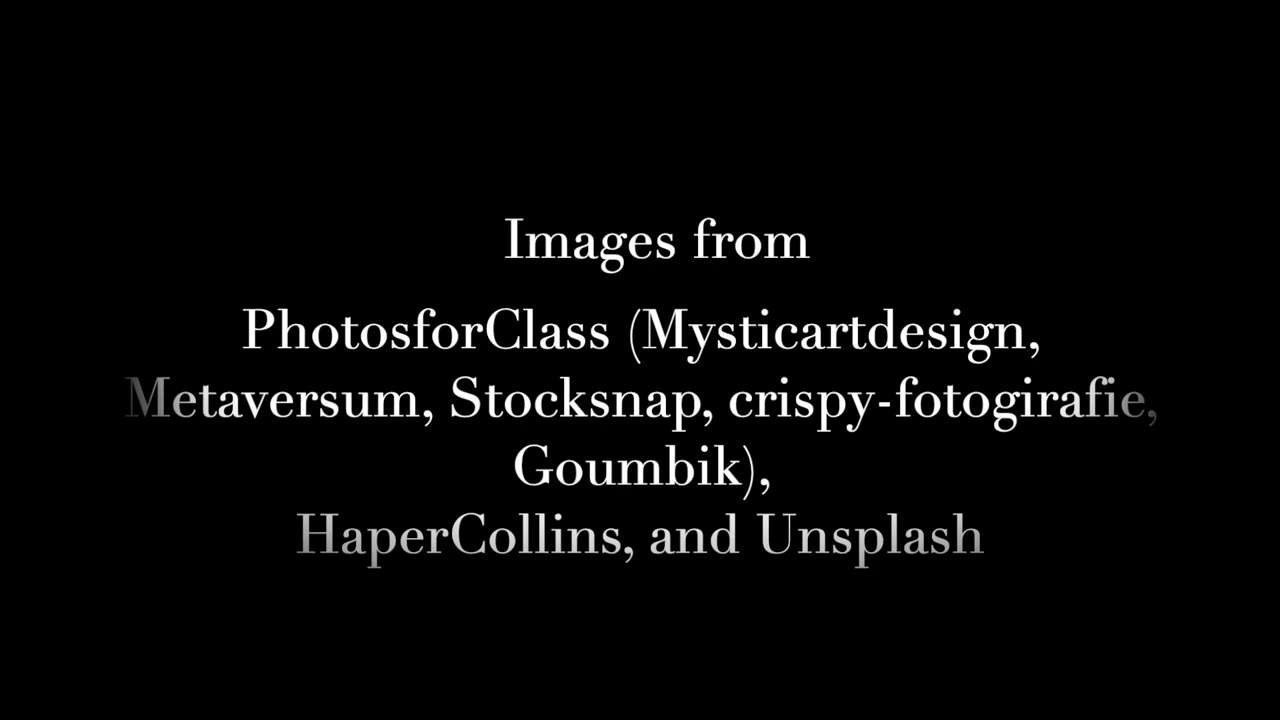 Images from
PhotosforClass (Mysticartdesign,
Metaversum, Stocksnap, crispy-fotogirafie,
Goumbik),
HaperCollins, and Unsplash